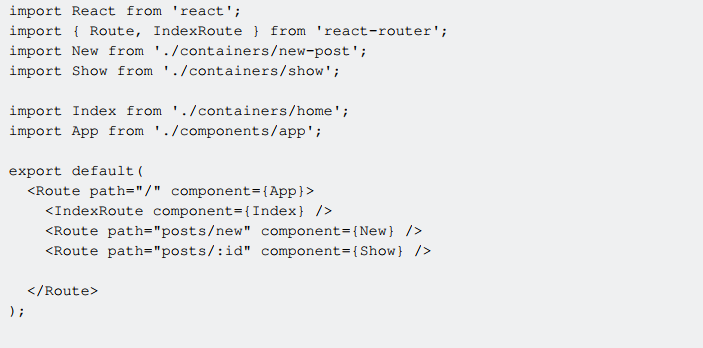 import React from 'react';
import { Route, IndexRoute } from 'react-router';
import New from './containers/new-post';
import Show from './containers/show';

import Index from './containers/home';
import App from './components/app';

export default(
  <Route path="/" component={App}>
    <IndexRoute component={Index} />
    <Route path="posts/new" component={New} />
    <Route path="posts/:id" component={Show} />

  </Route>
);